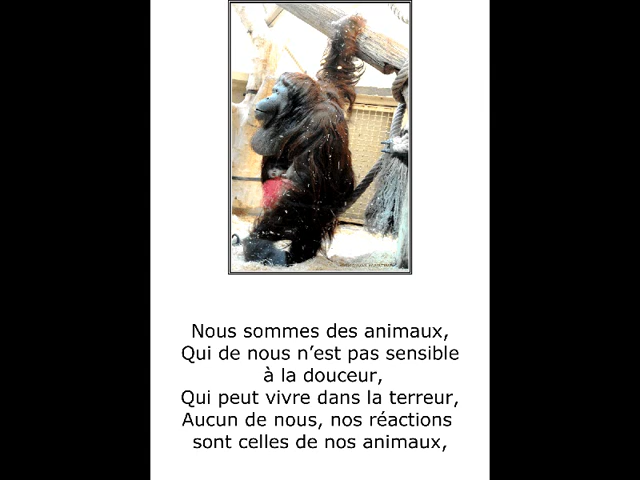 Nous sommes des animaux,
Qui de nous n’est pas sensible
à la douceur,
Qui peut vivre dans la terreur,
Aucun de nous, nos réactions
sont celles de nos animaux,